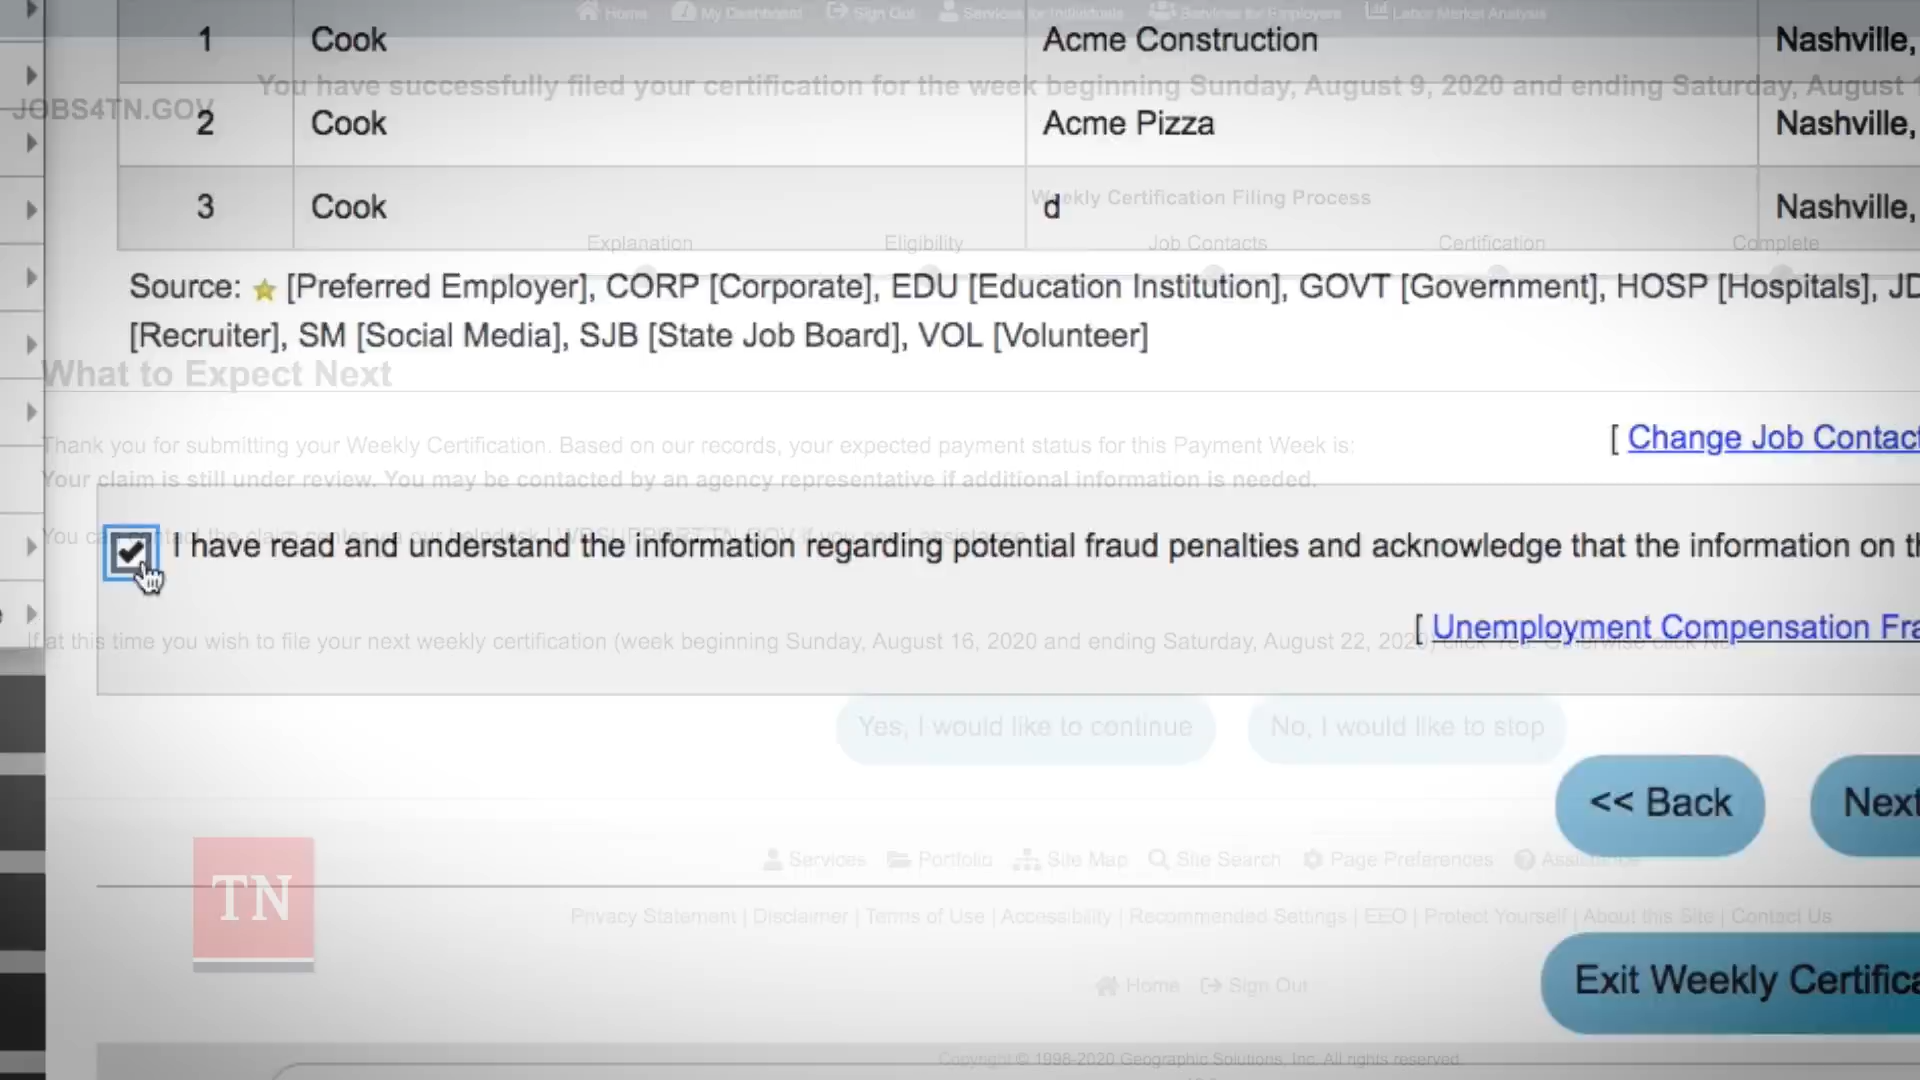 Home My Dashboard Sign Out Services for Individuals Services for Employers Labor Market Analysis
1 Cook Acme Construction Nashville,
You have successfully filed your certification for the week beginning Sunday, August 9, 2020 and ending Saturday, August 1
JOBS4TN.GOV
2 Cook Acme Pizza Nashville,
Weekly Certification Filing Process
3 Cook d Nashville,
Explanation Eligibility Job Contacts Certification Complete
Source: [Preferred Employer], CORP [Corporate], EDU [Education Institution], GOVT [Government], HOSP [Hospitals], JD
[Recruiter], SM [Social Media], SJB [State Job Board], VOL [Volunteer]
What to Expect Next
[ Change Job Contact
Thank you for submitting your Weekly Certification. Based on our records, your expected payment status for this Payment Week is:
Your claim is still under review. You may be contacted by an agency representative if additional information is needed.
I have read and understand the information regarding potential fraud penalties and acknowledge that the information on th
[ Unemployment Compensation Fra
If at this time you wish to file your next weekly certification (week beginning Sunday, August 16, 2020 and ending Saturday, August 22, 2020) click Yes. Otherwise click No.
Yes, I would like to continue No, I would like to stop
<< Back Next
Services Portfolio Site Map Site Search Page Preferences Assistance
TN
Privacy Statement | Disclaimer | Terms of Use | Accessibility | Recommended Settings | EEO | Protect Yourself | About this Site | Contact Us
Exit Weekly Certifica
Home Sign Out
Copyright © 1998-2020 Geographic Solutions, Inc. All rights reserved.